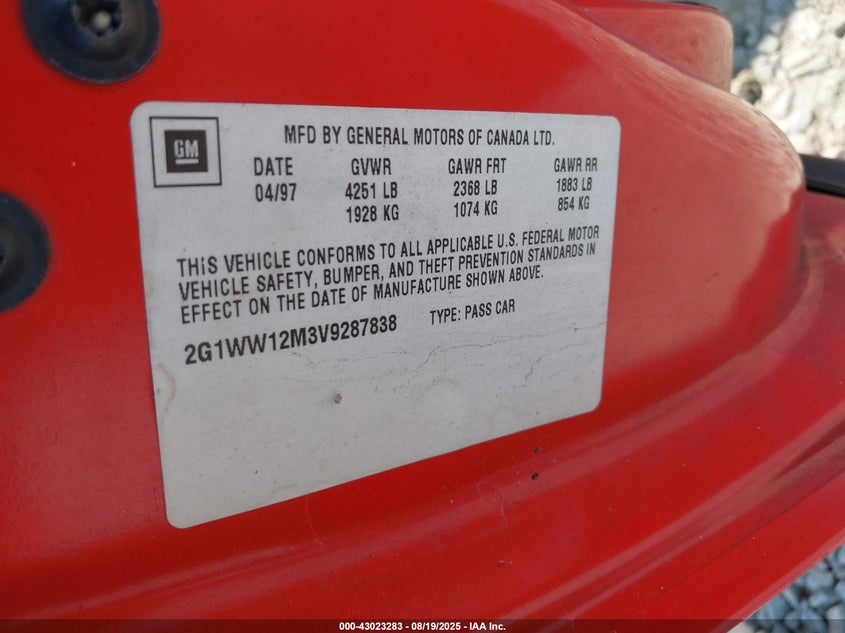 GM
MFD BY GENERAL MOTORS OF CANADA LTD.
DATE GVWR GAWR FRT GAWR RR
04/97 4251 LB 2368 LB 1883 LB
1928 KG 1074 KG 854 KG
THIS VEHICLE CONFORMS TO ALL APPLICABLE U.S. FEDERAL MOTOR
VEHICLE SAFETY, BUMPER, AND THEFT PREVENTION STANDARDS IN
EFFECT ON THE DATE OF MANUFACTURE SHOWN ABOVE.
2G1WW12M3V9287838 TYPE: PASS CAR
000-43023283 - 08/19/2025 - IAA Inc.